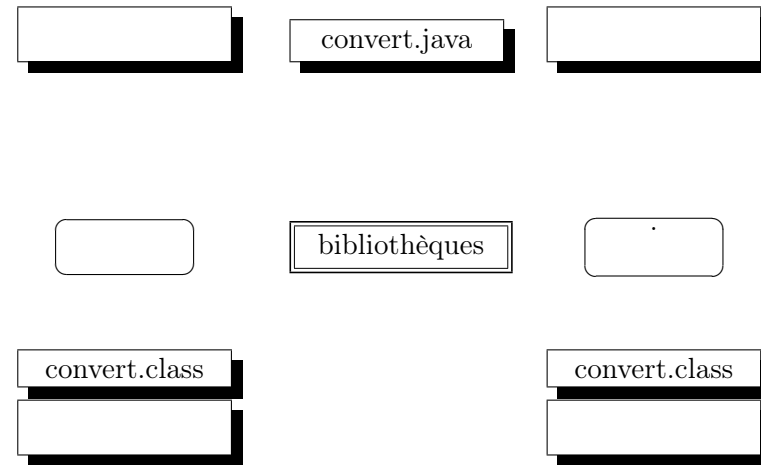 convert.java
bibliothèques
.
convert.class
convert.class